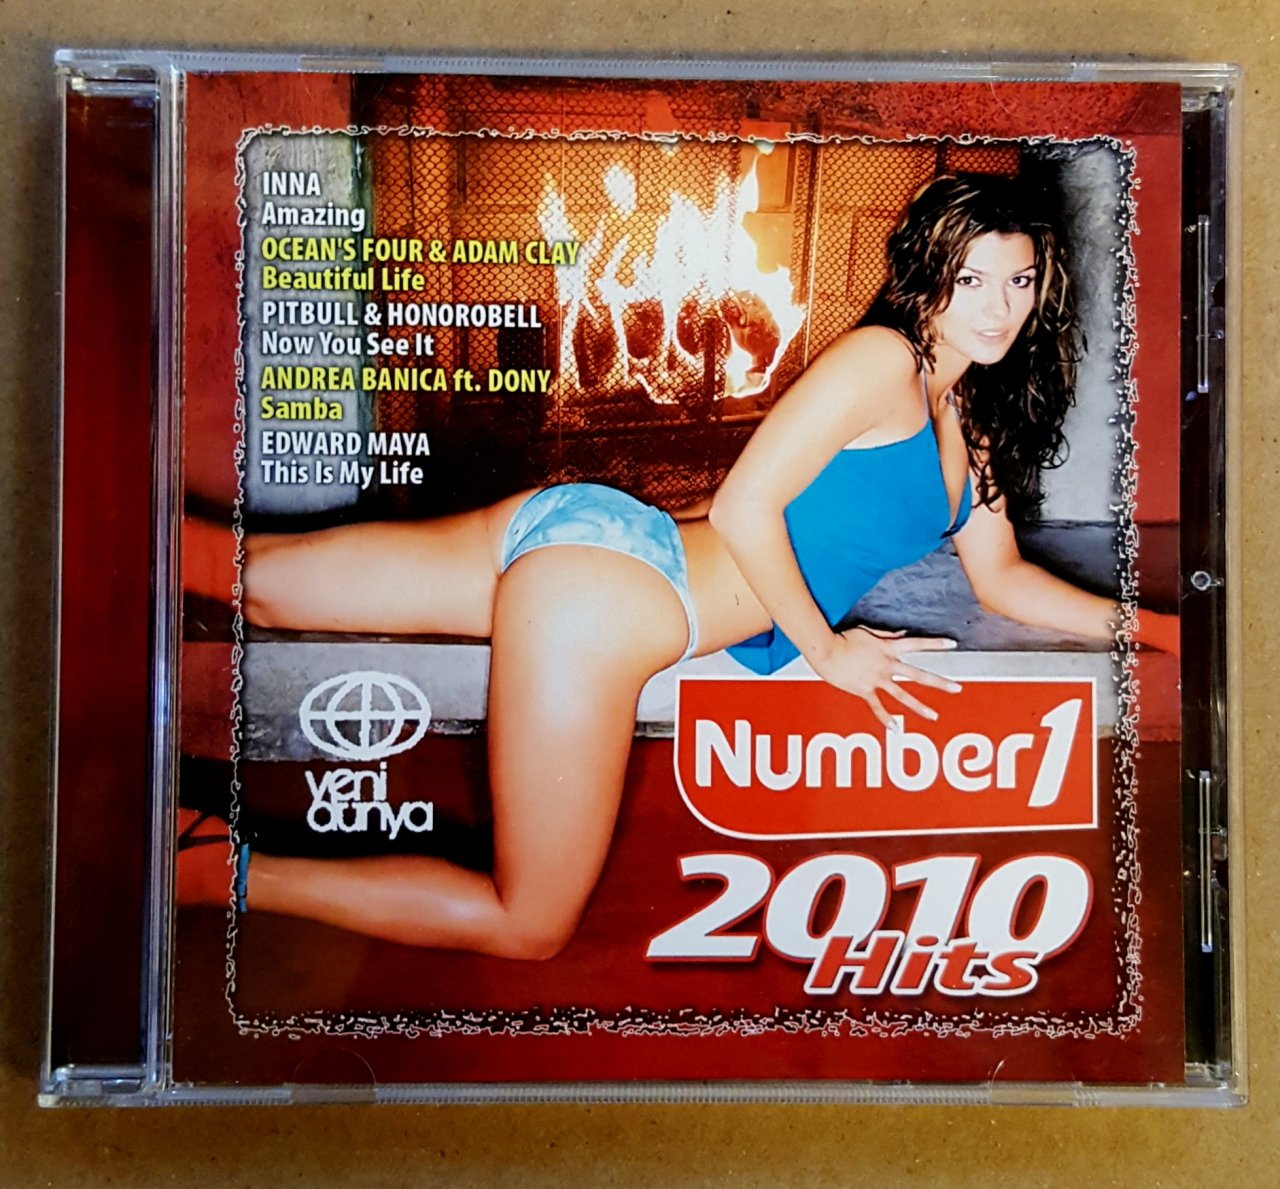 INNA
Amazing
OCEAN'S FOUR & ADAM CLAY
Beautiful Life
PITBULL & HONOROBELL
Now You See It
ANDREA BANICA ft. DONY
Samba
EDWARD MAYA
This Is My Life
yeni
dünya
Number1
2010
Hits